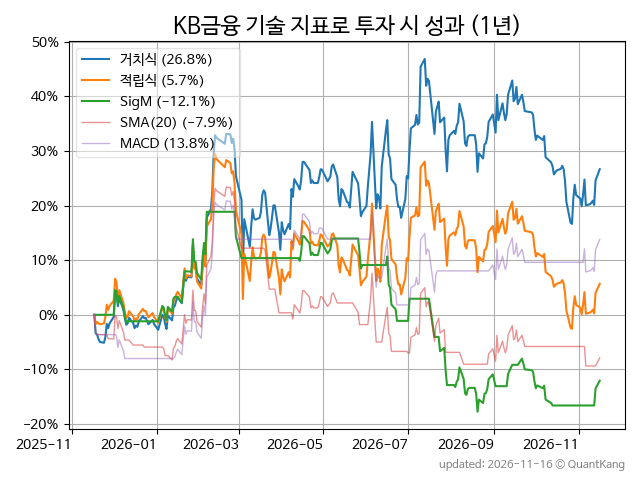 KB금융 기술 지표로 투자 시 성과 (1년)
50%
40%
30%
20%
10%
0%
−10%
−20%
거치식 (26.8%)
적립식 (5.7%)
SigM (−12.1%)
SMA(20) (−7.9%)
MACD (13.8%)
2025-11
2026-01
2026-03
2026-05
2026-07
2026-09
2026-11
updated: 2026-11-16 © QuantKang